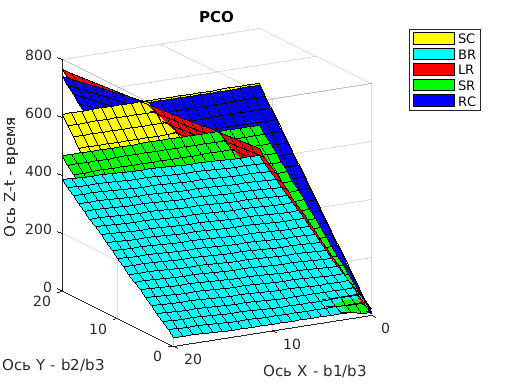 PCO
SC
BR
LR
SR
RC
800
600
400
200
0
Ось Z-t - время
20
10
0
Ось Y - b2/b3
20
10
0
Ось X - b1/b3